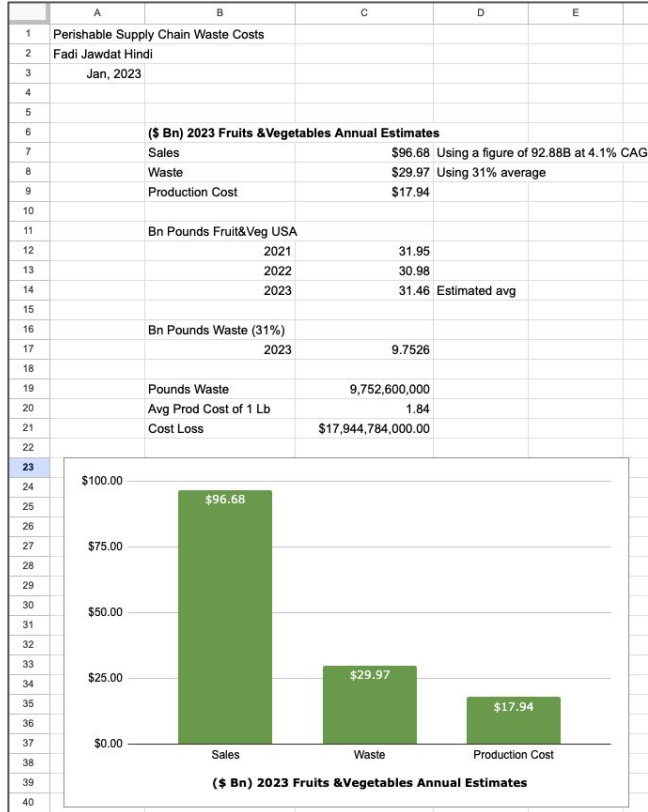 A B C D E
1 Perishable Supply Chain Waste Costs
2 Fadi Jawdat Hindi
3 Jan, 2023
4
5
6 ($ Bn) 2023 Fruits &Vegetables Annual Estimates
7 Sales $96.68 Using a figure of 92.88B at 4.1% CAG
8 Waste $29.97 Using 31% average
9 Production Cost $17.94
10
11 Bn Pounds Fruit&Veg USA
12 2021 31.95
13 2022 30.98
14 2023 31.46 Estimated avg
15
16 Bn Pounds Waste (31%)
17 2023 9.7526
18
19 Pounds Waste 9,752,600,000
20 Avg Prod Cost of 1 Lb 1.84
21 Cost Loss $17,944,784,000.00
22
23
24 $100.00
25 $96.68
26
27 $75.00
28
29
30 $50.00
31
32
33 $29.97
34 $25.00
35 $17.94
36
37 $0.00
38 Sales Waste Production Cost
39 ($ Bn) 2023 Fruits &Vegetables Annual Estimates
40